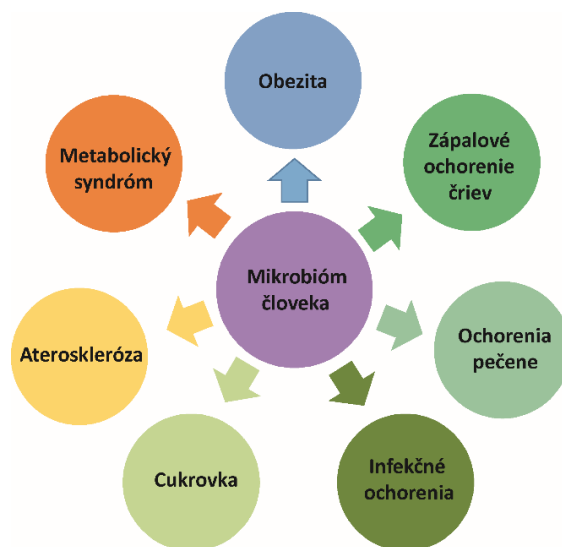 Obezita
Zápalové
ochorenie
čriev
Ochorenia
pečene
Infekčné
ochorenia
Cukrovka
Ateroskleróza
Metabolický
syndróm
Mikrobióm
človeka